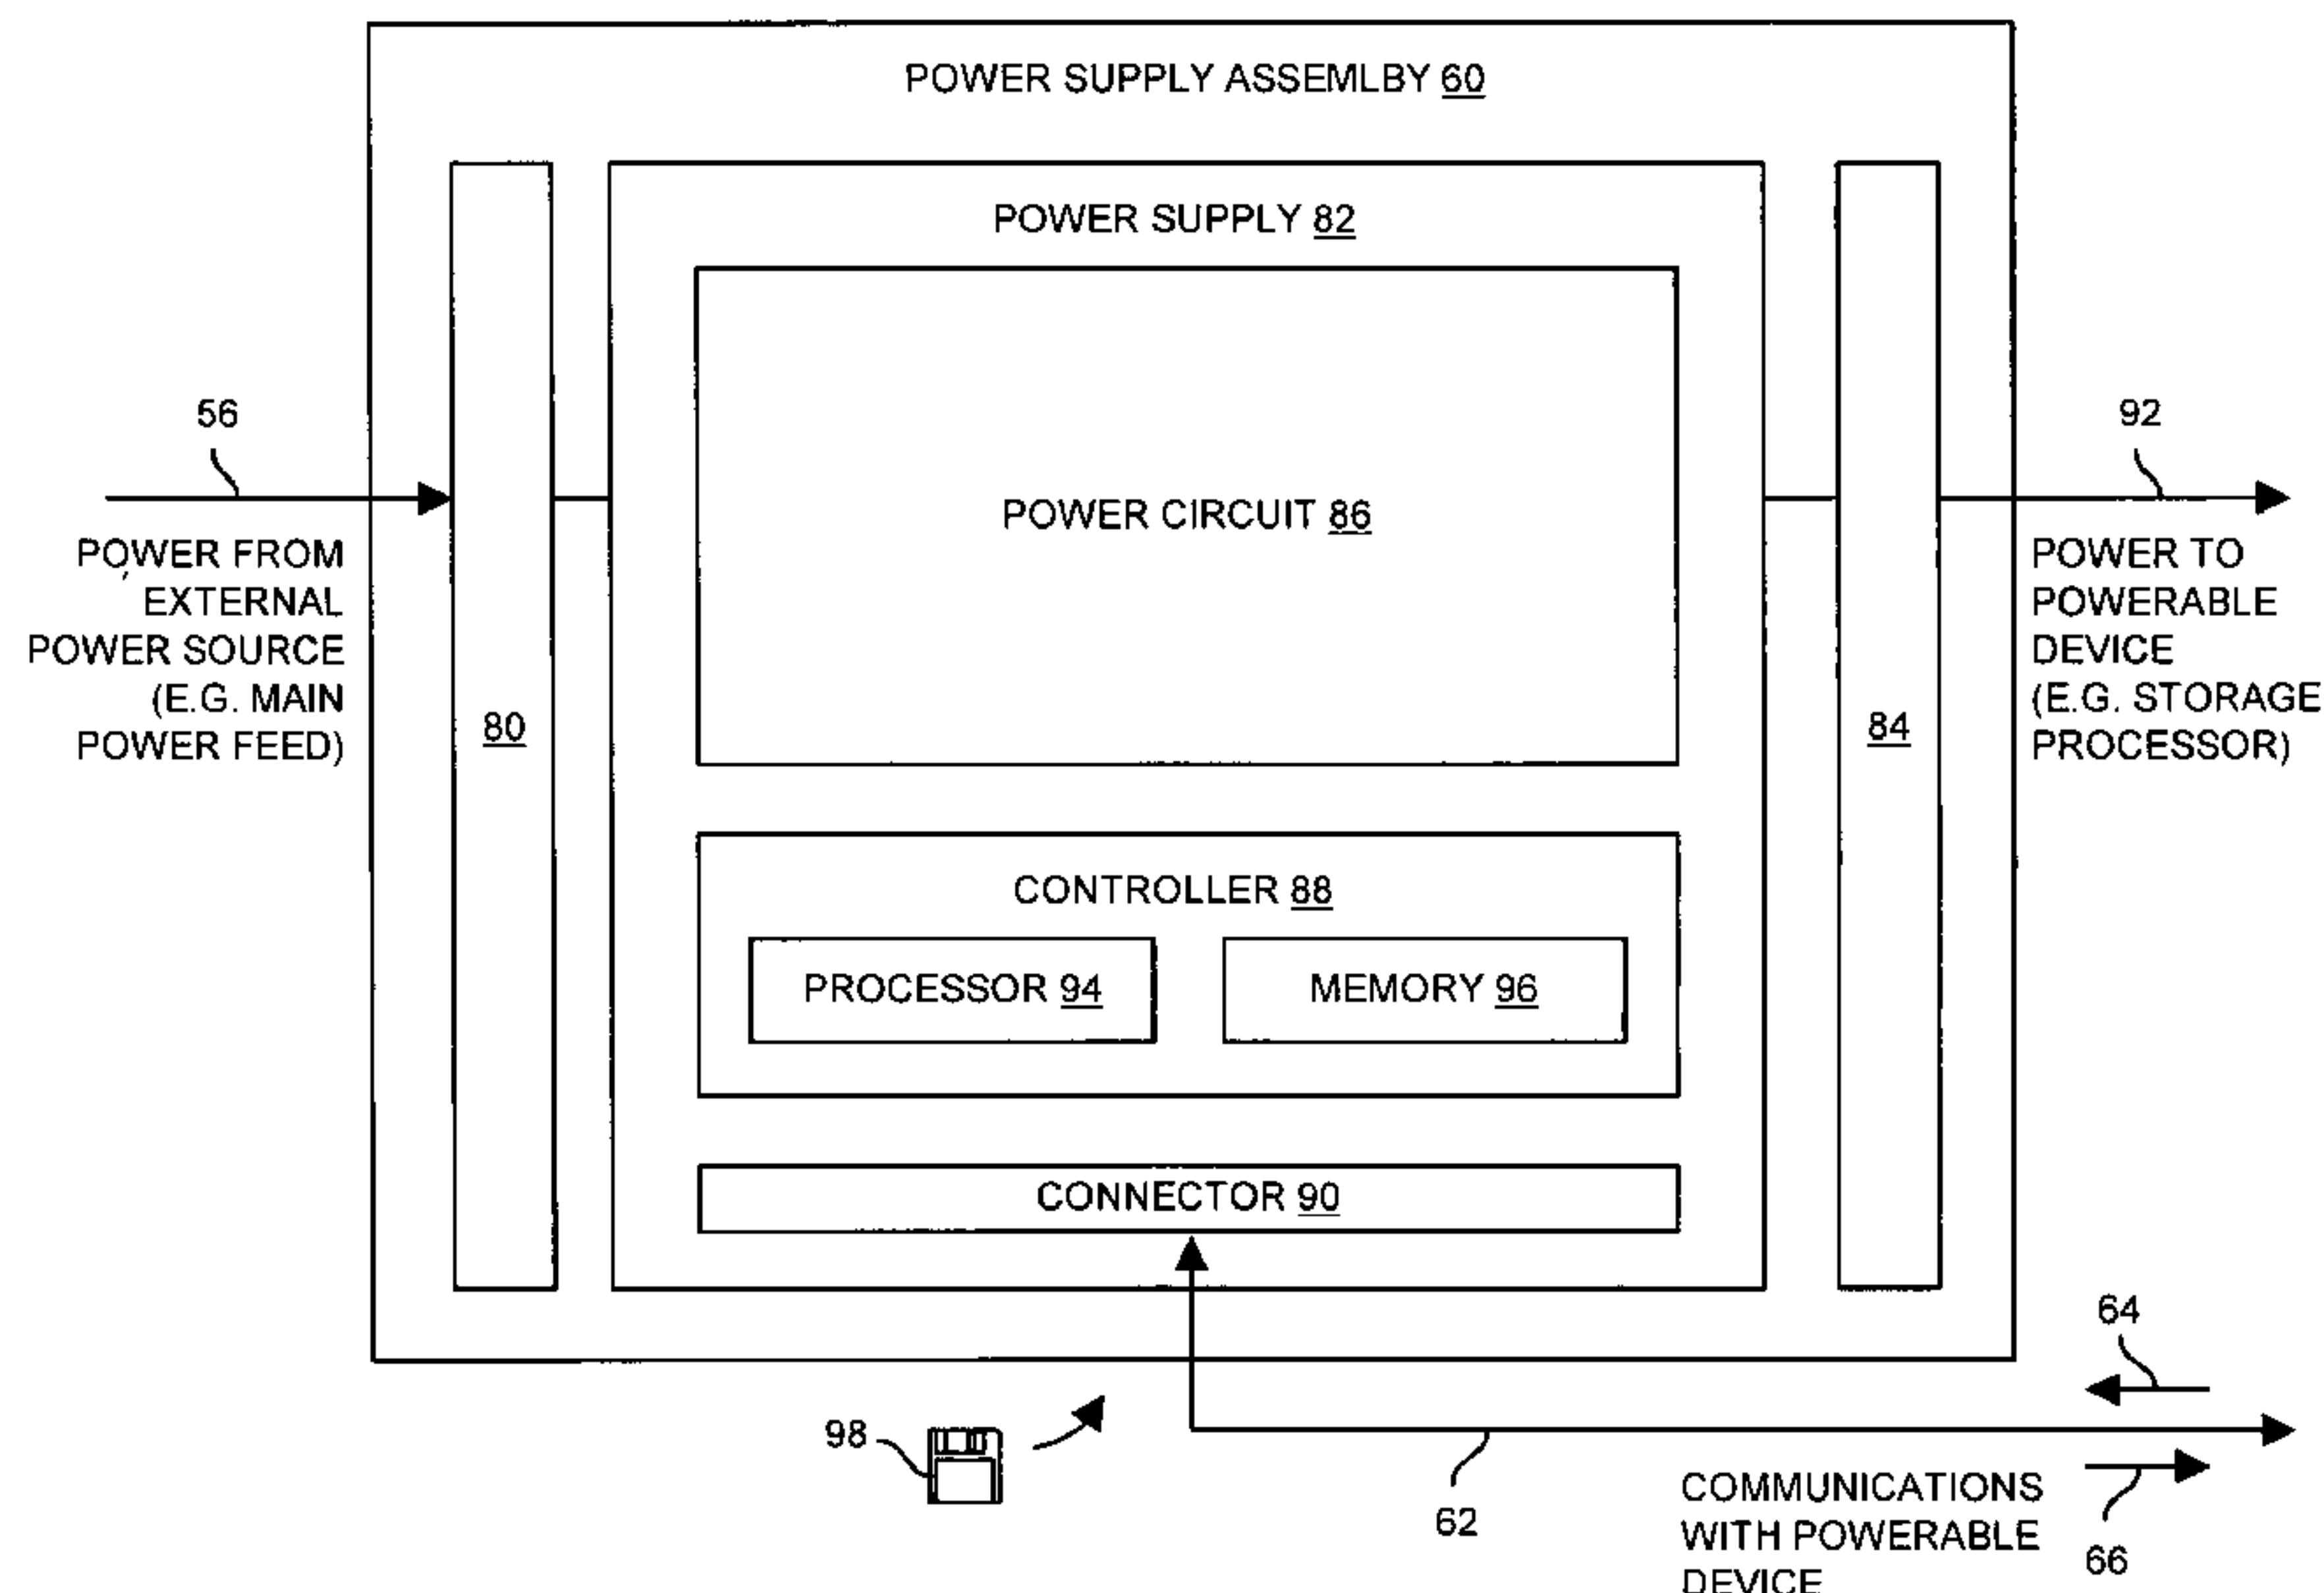 POWER SUPPLY ASSEMLBY 60
POWER SUPPLY 82
56
92
POWER CIRCUIT 86
POWER FROM
EXTERNAL
POWER SOURCE
(E.G. MAIN
POWER FEED)
80
84
POWER TO
POWERABLE
DEVICE
(E.G. STORAGE
PROCESSOR)
CONTROLLER 88
PROCESSOR 94
MEMORY 96
CONNECTOR 90
64
98
62
COMMUNICATIONS
WITH POWERABLE
DEVICE
66